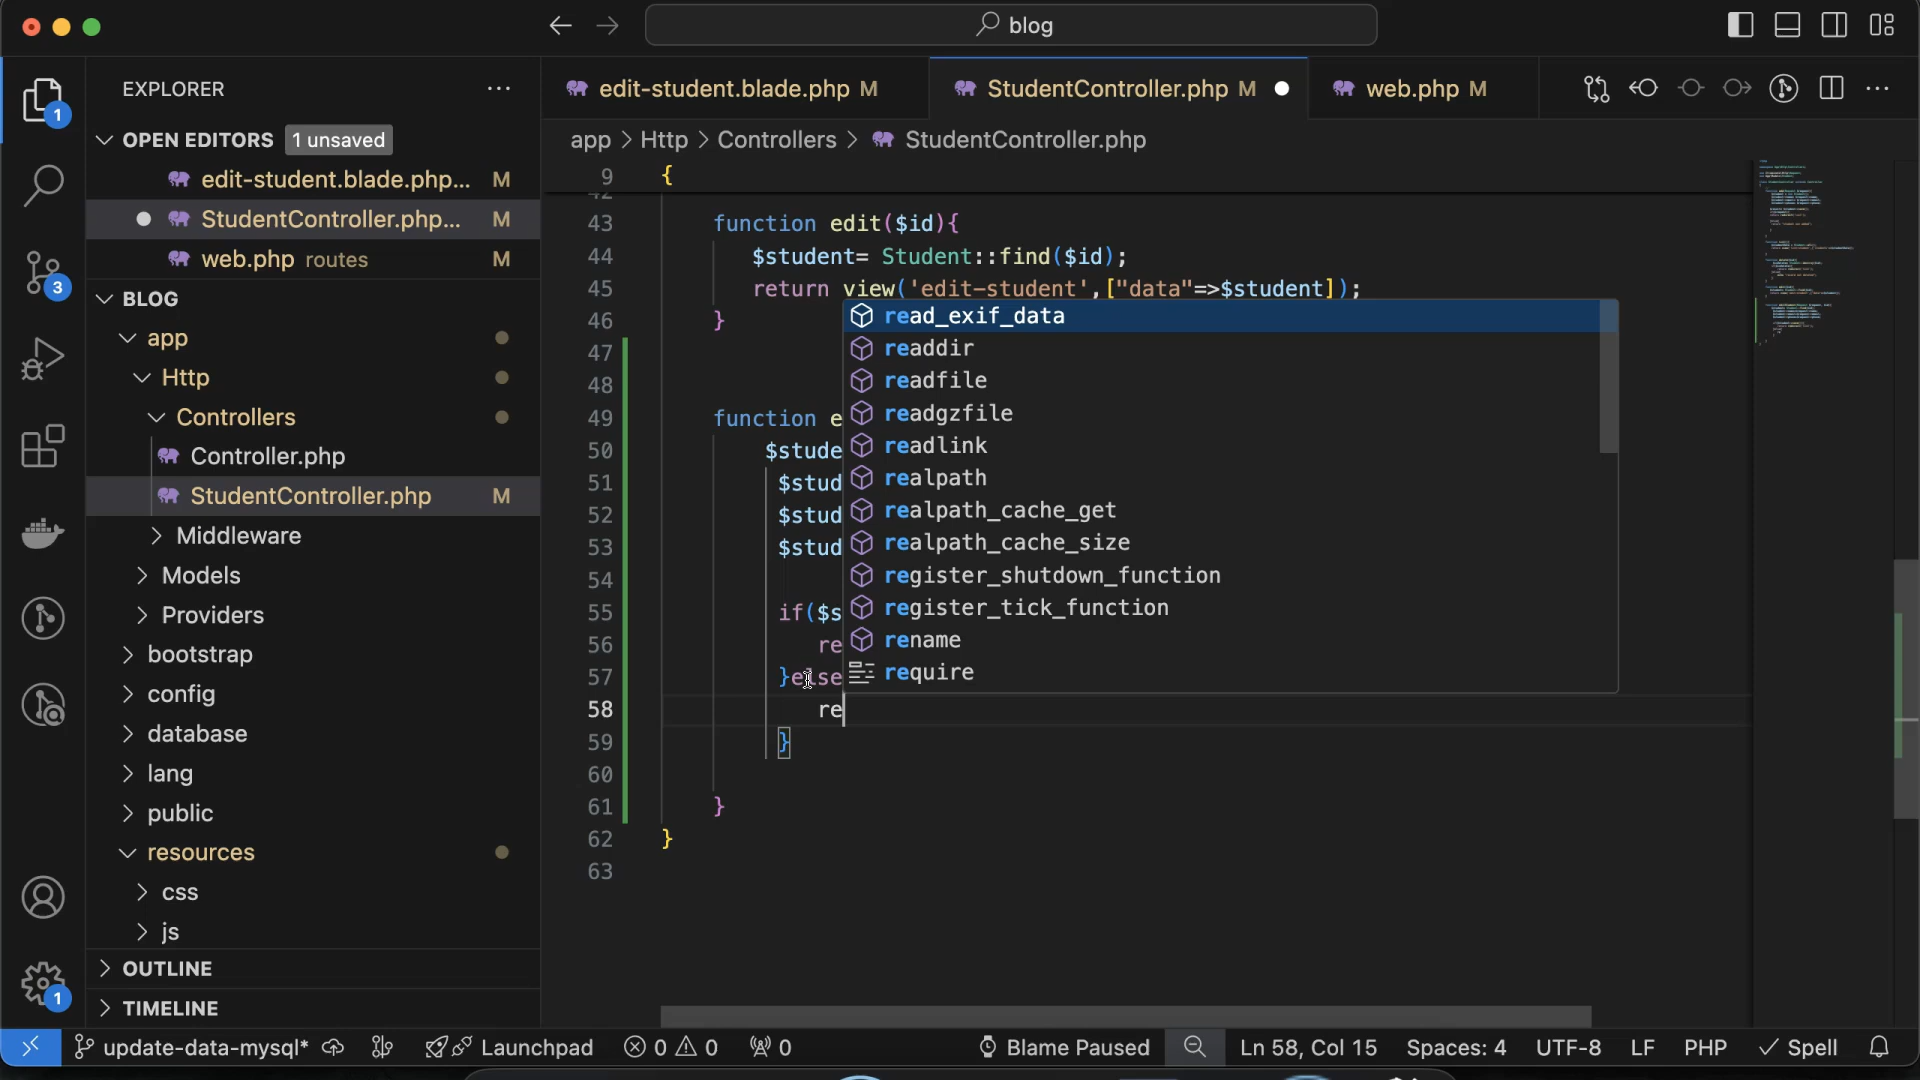 blog
EXPLORER
OPEN EDITORS 1 unsaved
edit-student.blade.php... M
StudentController.php... M
web.php routes M
BLOG
app
Http
Controllers
Controller.php
StudentController.php M
Middleware
Models
Providers
bootstrap
config
database
lang
public
resources
css
js
OUTLINE
TIMELINE
1
3
1
edit-student.blade.php M
StudentController.php M
web.php M
app > Http > Controllers > StudentController.php
9 {
42
43 function edit($id){
44 $student= Student::find($id);
45 return view('edit-student',["data"=>$student]);
46 }
47
48
49 function e
50 $stude
51 $stud
52 $stud
53 $stud
54
55 if($s
56 re
57 }else
58 re
59 }
60
61 }
62 }
63
read_exif_data
readdir
readfile
readgzfile
readlink
realpath
realpath_cache_get
realpath_cache_size
register_shutdown_function
register_tick_function
rename
require
update-data-mysql* Launchpad 0 0 0 Blame Paused Ln 58, Col 15 Spaces: 4 UTF-8 LF PHP Spell